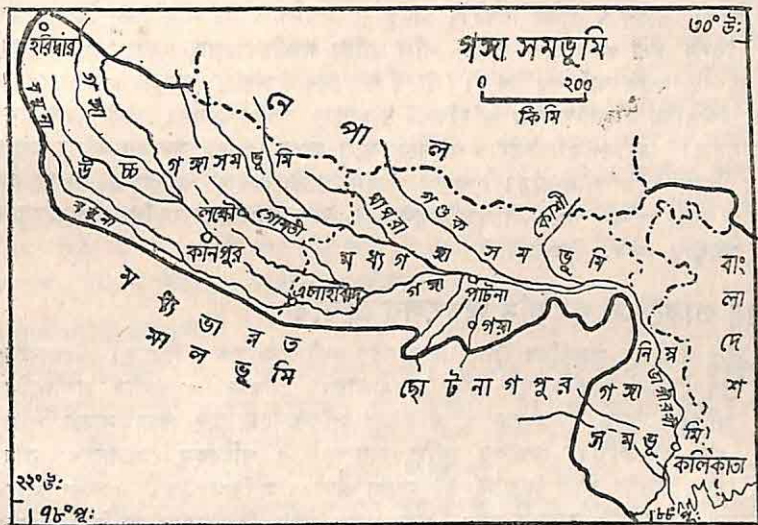 ৩০° উঃ
গঙ্গা সমভূমি
০ ২০০
কিমি
হরিদ্বার
গঙ্গা
যমুনা
নেপাল
উচ্চ গঙ্গা সমভূমি
লক্ষ্ণৌ
গোমতী
ঘাঘরা
গণ্ডক
কোশী
যমুনা
কানপুর
মধ্য গঙ্গা সমভূমি
এলাহাবাদ
গঙ্গা
পাটনা
গয়া
বাংলাদেশ
মধ্য ভারত
মালভূমি
ছোটনাগপুর
নিম্ন
গঙ্গা
ভাগীরথী
সমভূমি
কলিকাতা
২২° উঃ
৭৮° পূঃ
৮৮° পূঃ